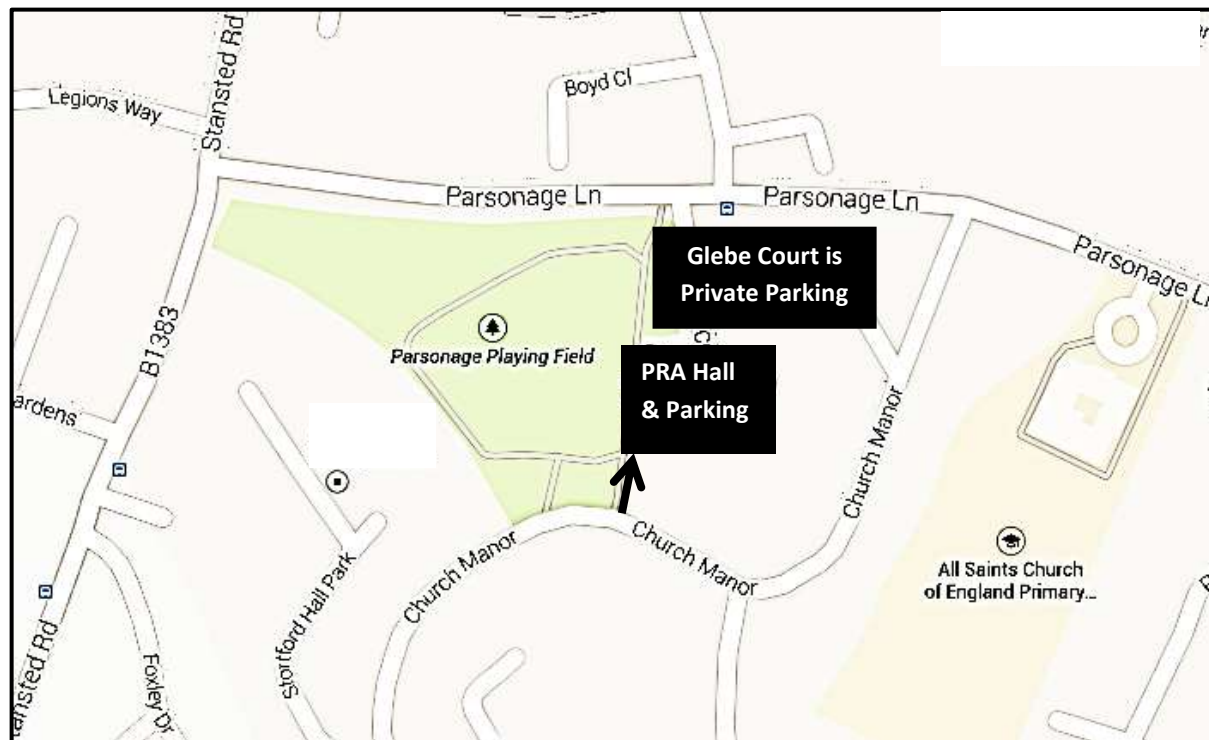 Stansted Rd
Legions Way
Boyd Cl
Parsonage Ln
Parsonage Ln
Parsonage Ln
Glebe Court is
Private Parking
B1383
Parsonage Playing Field
PRA Hall
& Parking
ardens
Church Manor
Church Manor
Church Manor
All Saints Church
of England Primary...
Stortford Hall Park
Foxley Dr
tansted Rd